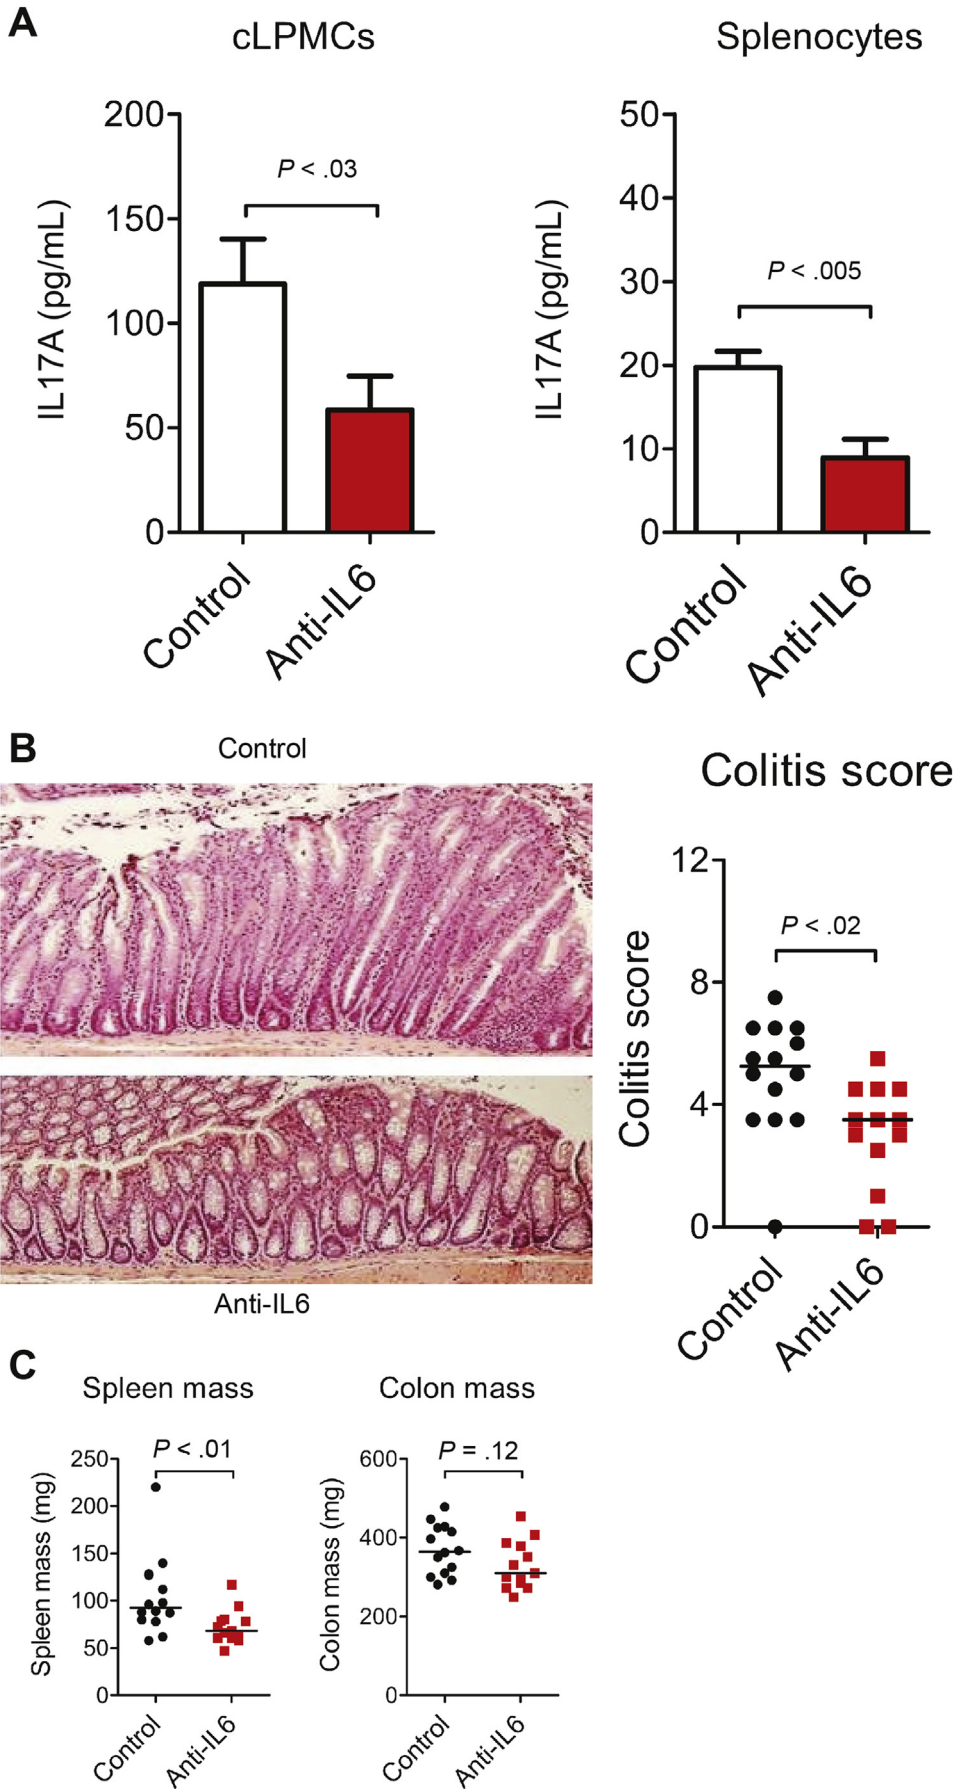 A
cLPMCs
Splenocytes
200
150
100
50
0
IL17A (pg/mL)
P < .03
Control
Anti-IL6
50
40
30
20
10
0
IL17A (pg/mL)
P < .005
Control
Anti-IL6
B
Control
Anti-IL6
Colitis score
12
8
4
0
Colitis score
P < .02
Control
Anti-IL6
C
Spleen mass
250
200
150
100
50
0
Spleen mass (mg)
P < .01
Control
Anti-IL6
Colon mass
600
400
200
0
Colon mass (mg)
P = .12
Control
Anti-IL6